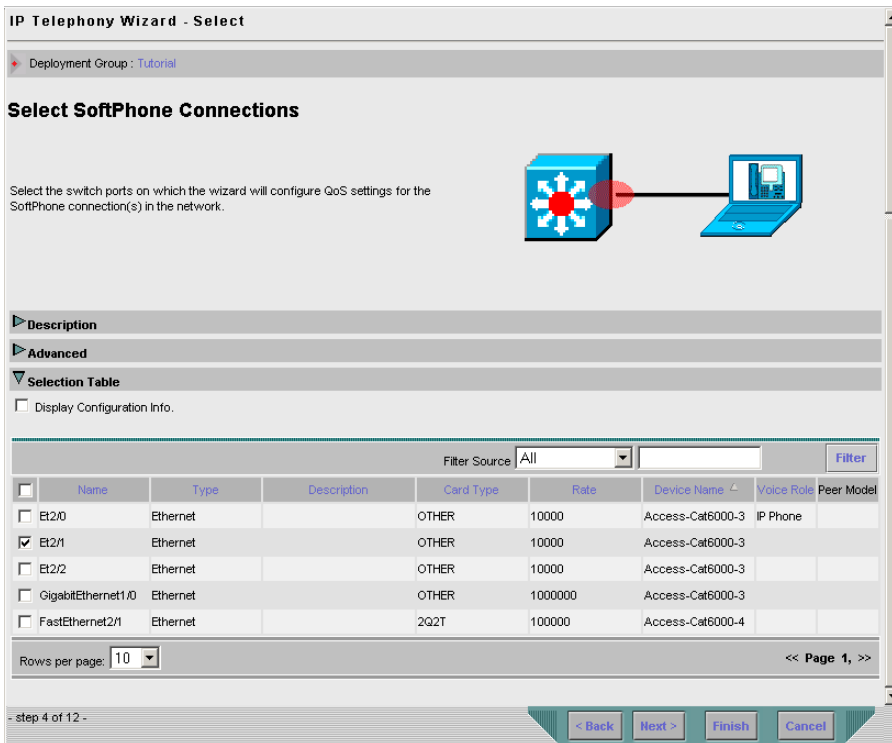 IP Telephony Wizard - Select
Deployment Group : Tutorial
Select SoftPhone Connections
Select the switch ports on which the wizard will configure QoS settings for the
SoftPhone connection(s) in the network.
Description
Advanced
Selection Table
Display Configuration Info.
Filter Source All Filter
Name Type Description Card Type Rate Device Name Voice Role Peer Model
Et2/0 Ethernet OTHER 10000 Access-Cat6000-3 IP Phone
Et2/1 Ethernet OTHER 10000 Access-Cat6000-3
Et2/2 Ethernet OTHER 10000 Access-Cat6000-3
GigabitEthernet1/0 Ethernet OTHER 1000000 Access-Cat6000-3
FastEthernet2/1 Ethernet 2Q2T 100000 Access-Cat6000-4
Rows per page: 10 << Page 1, >>
- step 4 of 12 - < Back Next > Finish Cancel